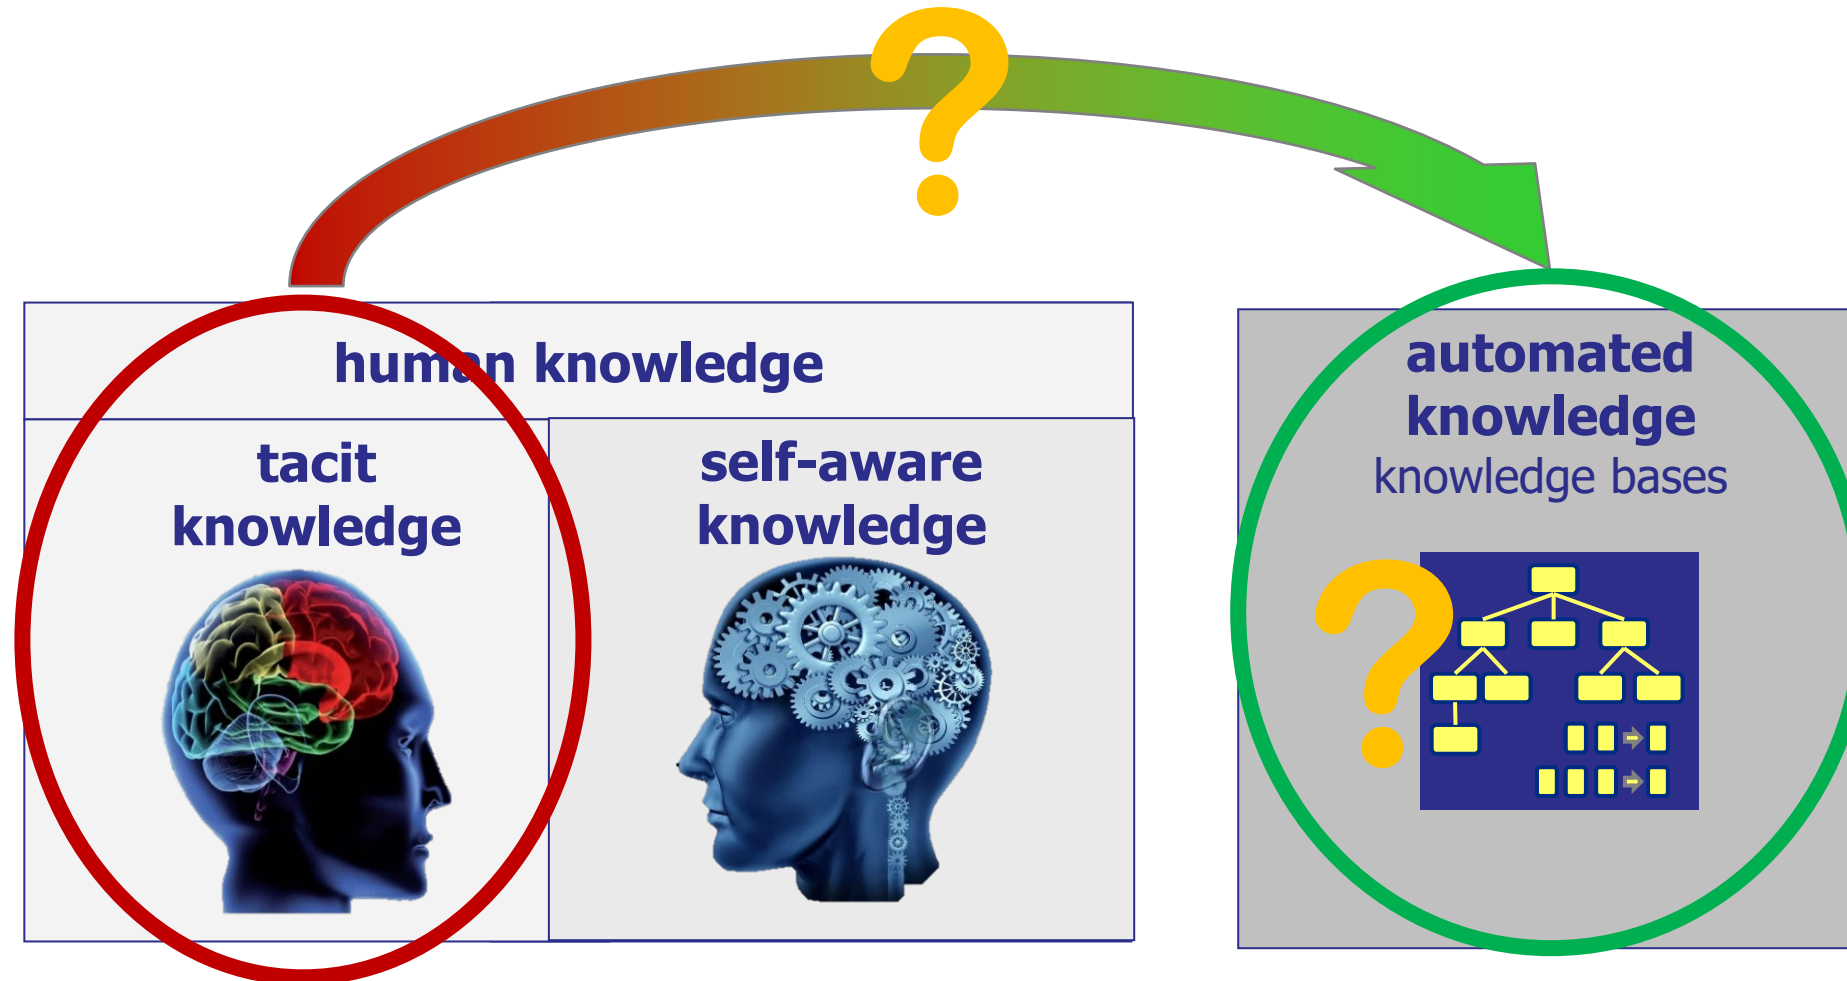 ?
human knowledge
tacit
knowledge
self-aware
knowledge
automated
knowledge
knowledge bases
?